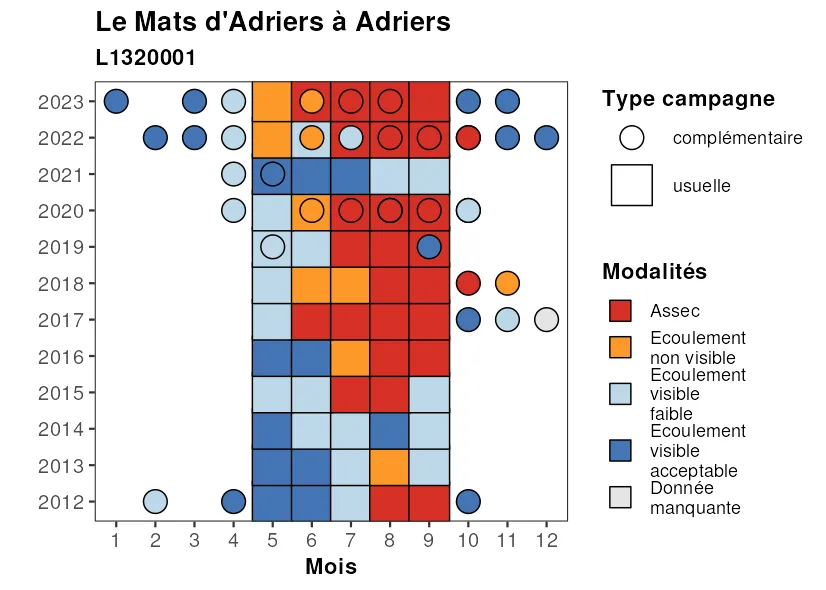 Le Mats d'Adriers à Adriers
L1320001
2023
2022
2021
2020
2019
2018
2017
2016
2015
2014
2013
2012
1 2 3 4 5 6 7 8 9 10 11 12
Mois
Type campagne
complémentaire
usuelle
Modalités
Assec
Ecoulement
non visible
Ecoulement
visible
faible
Ecoulement
visible
acceptable
Donnée
manquante